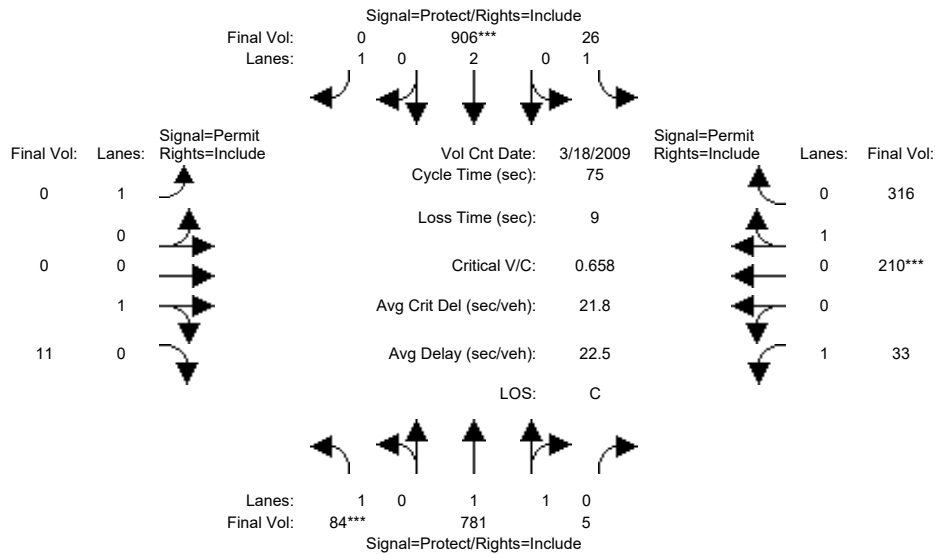 Signal=Protect/Rights=Include
Final Vol: 0 906*** 26
Lanes: 1 0 2 0 1
Signal=Permit
Final Vol: Lanes: Rights=Include
Vol Cnt Date: 3/18/2009
Signal=Permit
Rights=Include Lanes: Final Vol:
Cycle Time (sec): 75
0 1
0 316
Loss Time (sec): 9
0
1
0 0
Critical V/C: 0.658
0 210***
1
Avg Crit Del (sec/veh): 21.8
0
11 0
Avg Delay (sec/veh): 22.5
1 33
LOS: C
Lanes: 1 0 1 1 0
Final Vol: 84*** 781 5
Signal=Protect/Rights=Include